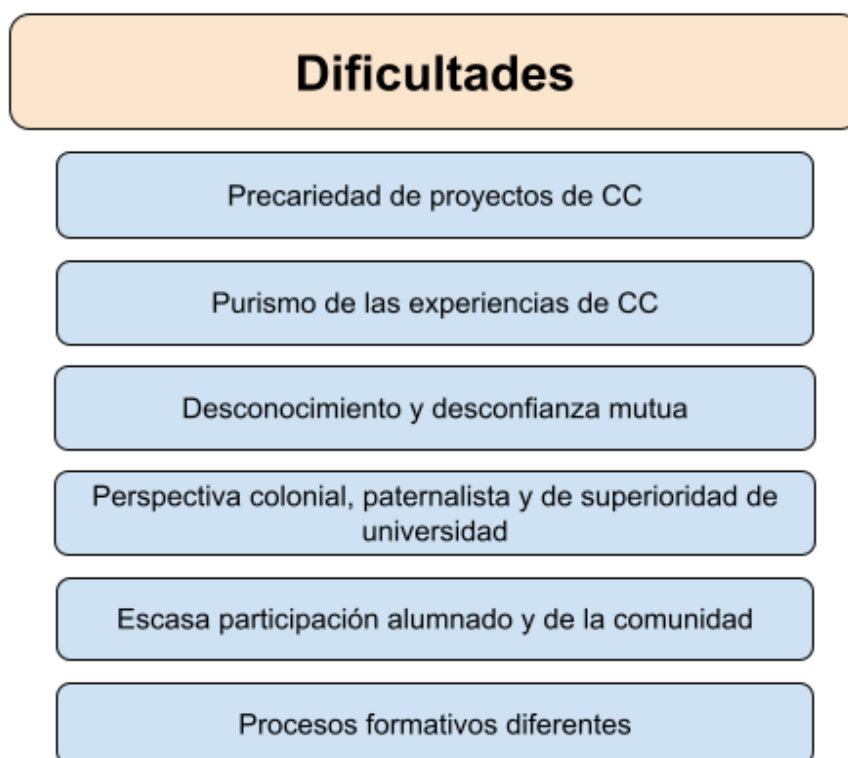 Dificultades
Precariedad de proyectos de CC
Purismo de las experiencias de CC
Desconocimiento y desconfianza mutua
Perspectiva colonial, paternalista y de superioridad de
universidad
Escasa participación alumnado y de la comunidad
Procesos formativos diferentes